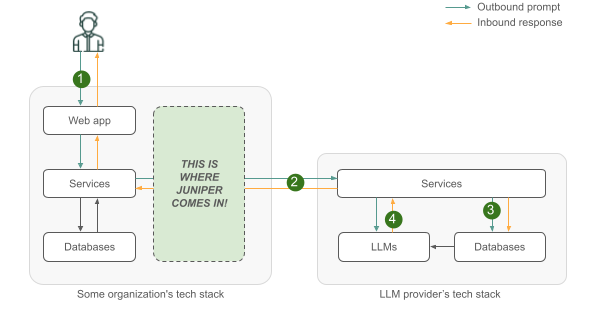 Outbound prompt
Inbound response
1
Web app
THIS IS
WHERE
JUNIPER
COMES IN!
Services
2
Services
3
4
Databases
LLMs
Databases
Some organization's tech stack
LLM provider's tech stack